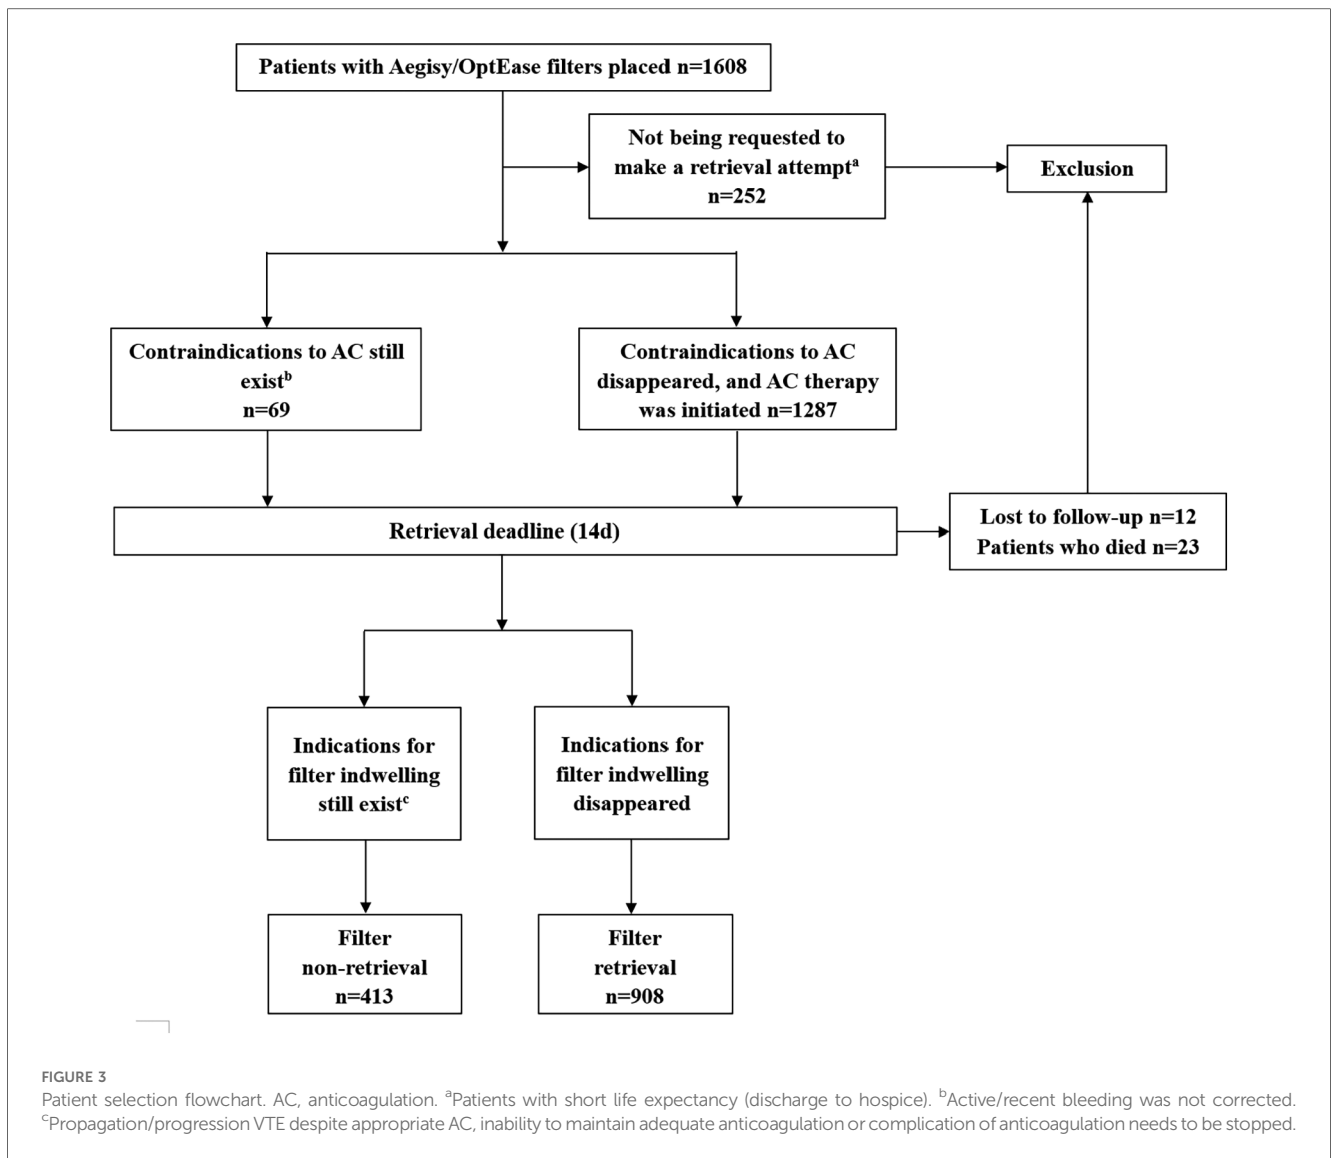 Patients with Aegisy/OptEase filters placed n=1608
Not being requested to
make a retrieval attemptᵃ
n=252
Exclusion
Contraindications to AC still
existᵇ
n=69
Contraindications to AC
disappeared, and AC therapy
was initiated n=1287
Retrieval deadline (14d)
Lost to follow-up n=12
Patients who died n=23
Indications for
filter indwelling
still existᶜ
Indications for
filter indwelling
disappeared
Filter
non-retrieval
n=413
Filter
retrieval
n=908
FIGURE 3
Patient selection flowchart. AC, anticoagulation. ᵃPatients with short life expectancy (discharge to hospice). ᵇActive/recent bleeding was not corrected.
ᶜPropagation/progression VTE despite appropriate AC, inability to maintain adequate anticoagulation or complication of anticoagulation needs to be stopped.